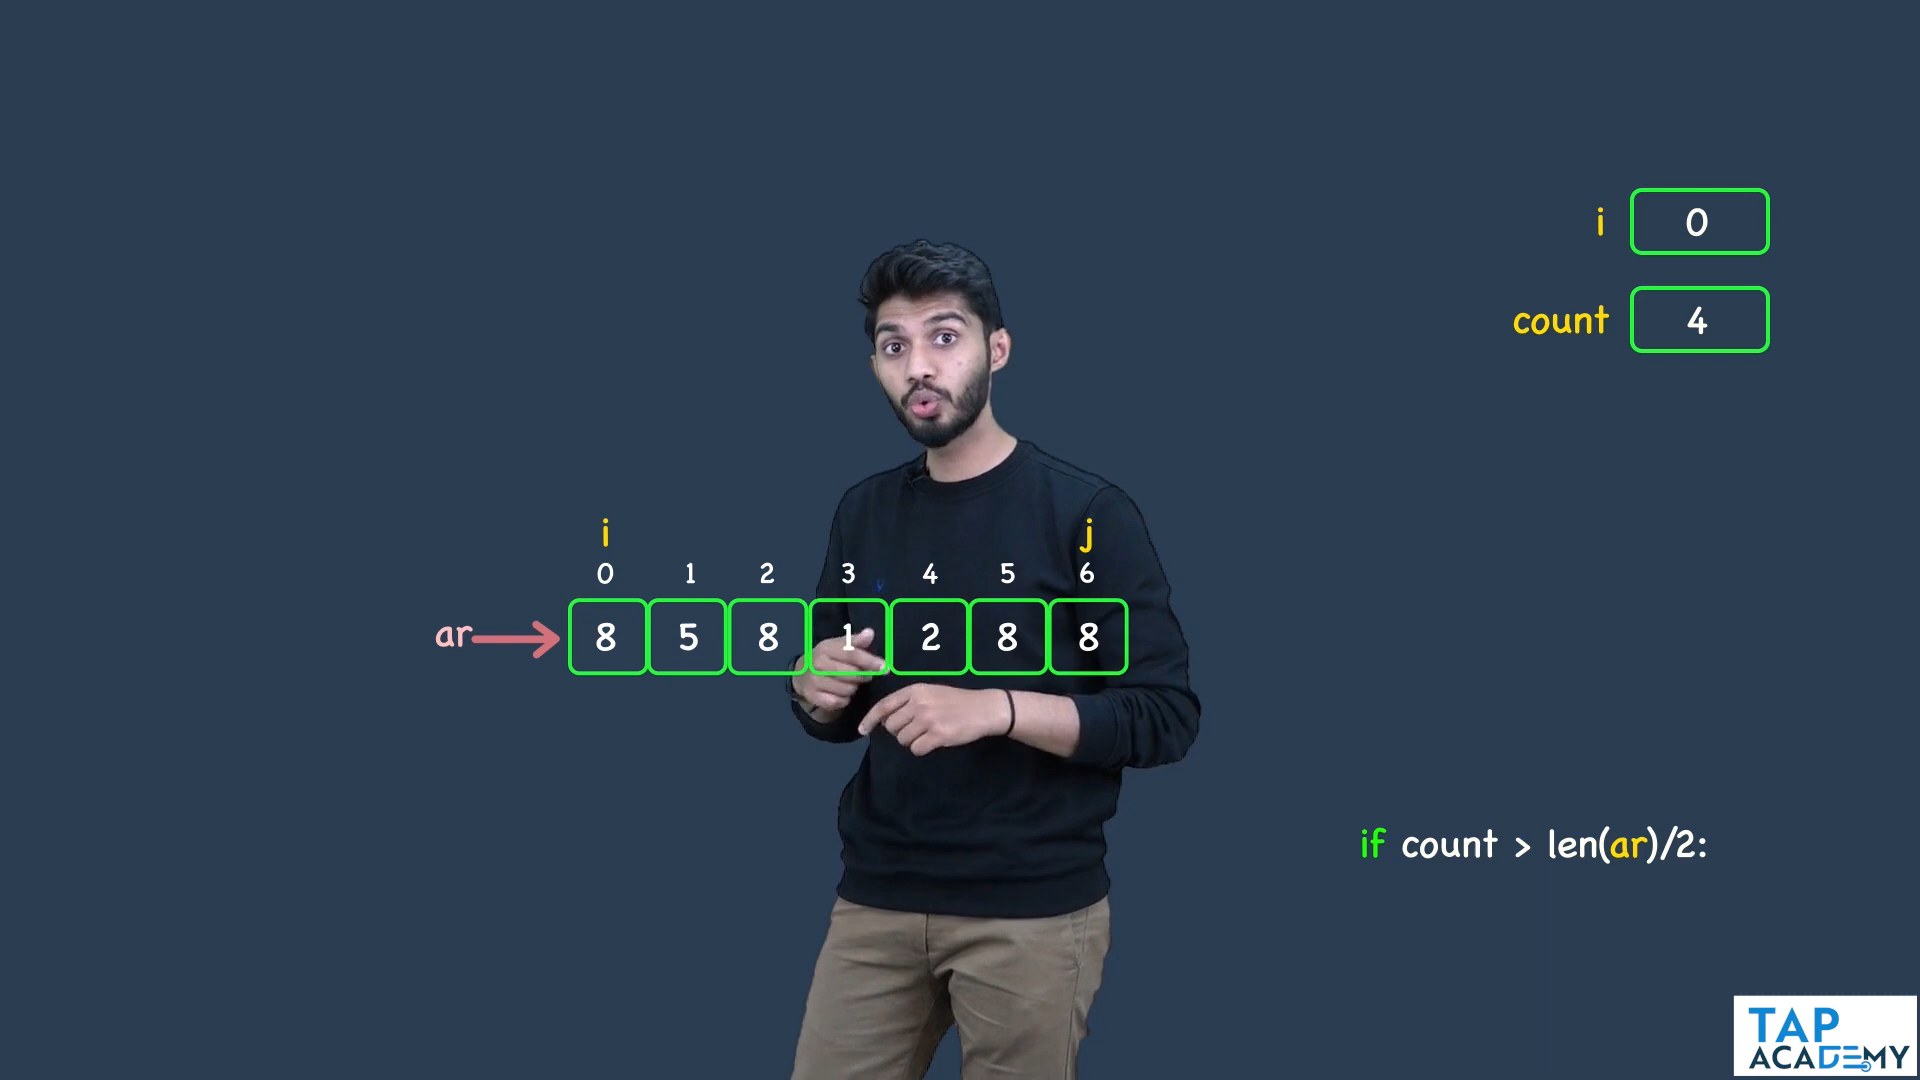 i 0
count 4
i j
0 1 2 3 4 5 6
ar 8 5 8 1 2 8 8
if count > len(ar)/2:
TAP
ACADEMY